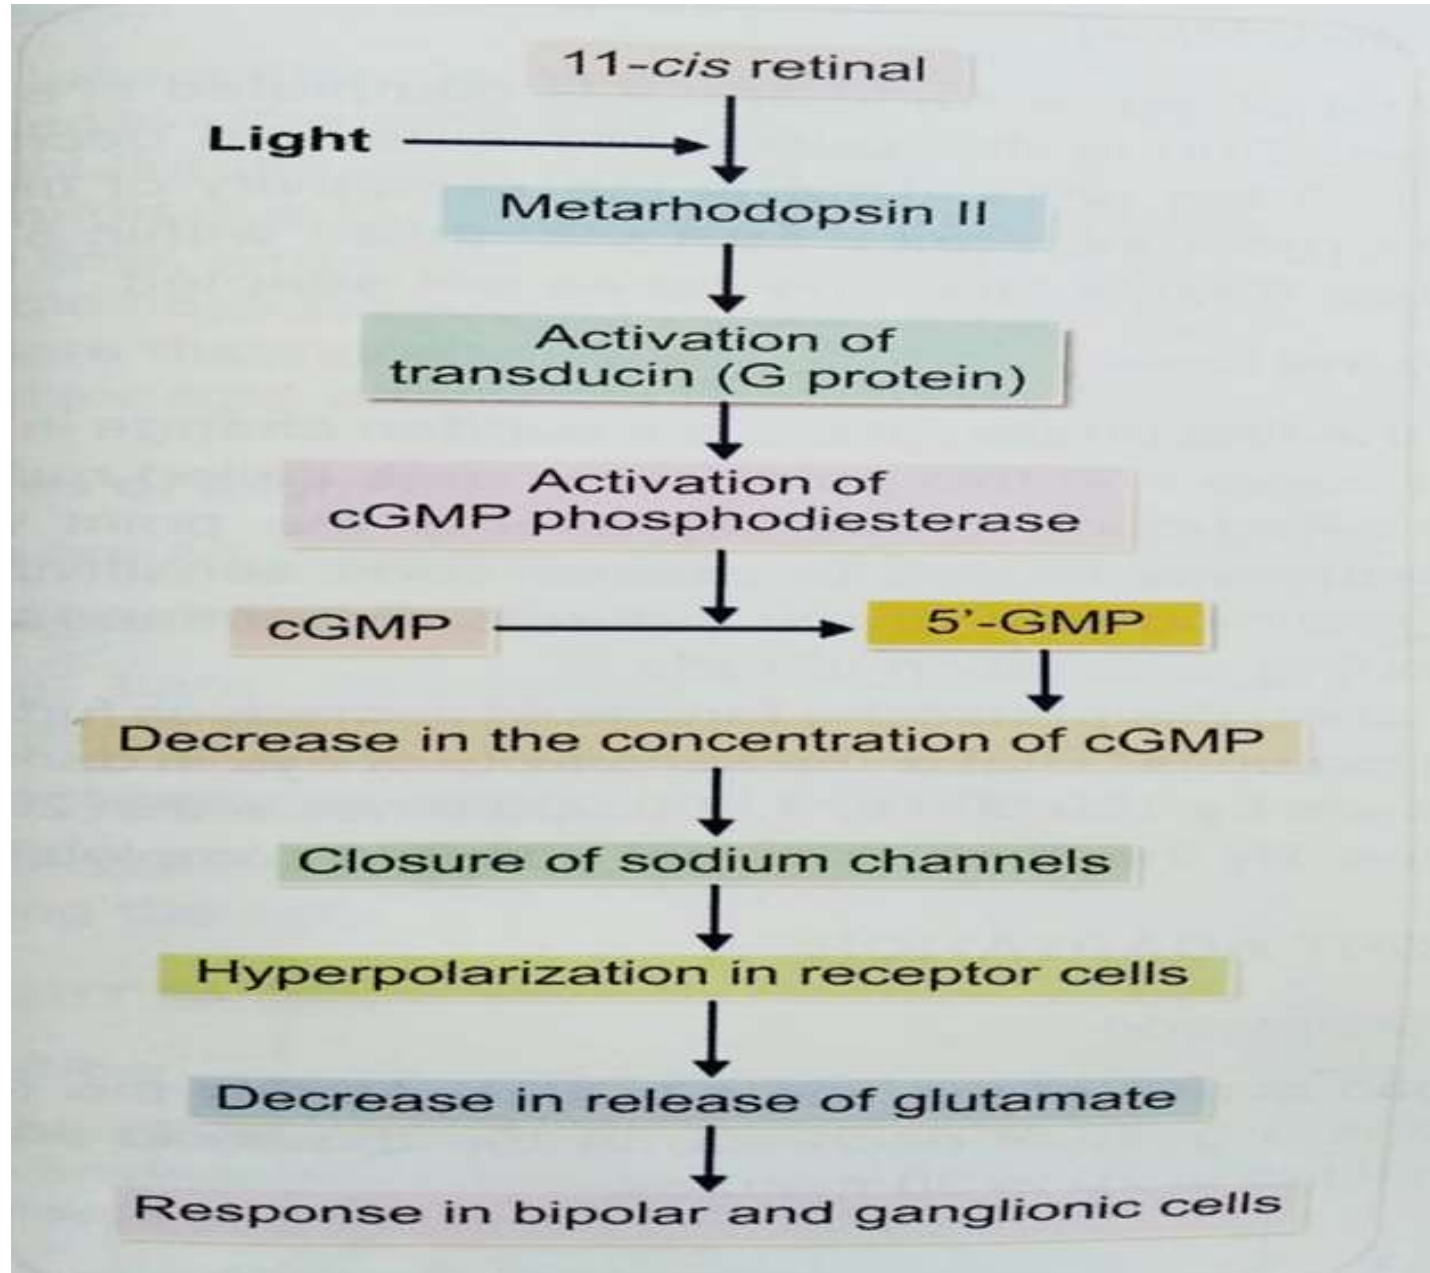 11-cis retinal
Light
Metarhodopsin II
Activation of
transducin (G protein)
Activation of
cGMP phosphodiesterase
cGMP
5’-GMP
Decrease in the concentration of cGMP
Closure of sodium channels
Hyperpolarization in receptor cells
Decrease in release of glutamate
Response in bipolar and ganglionic cells